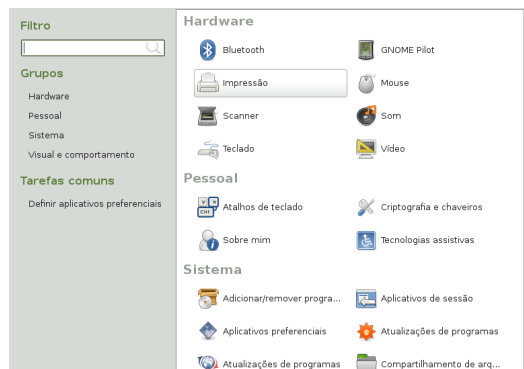 Filtro
Grupos
Hardware
Pessoal
Sistema
Visual e comportamento
Tarefas comuns
Definir aplicativos preferenciais
Hardware
Bluetooth
GNOME Pilot
Impressão
Mouse
Scanner
Som
Teclado
Vídeo
Pessoal
Atalhos de teclado
Criptografia e chaveiros
Sobre mim
Tecnologias assistivas
Sistema
Adicionar/remover progra...
Aplicativos de sessão
Aplicativos preferenciais
Atualizações de programas
Atualizações de programas
Compartilhamento de arq...